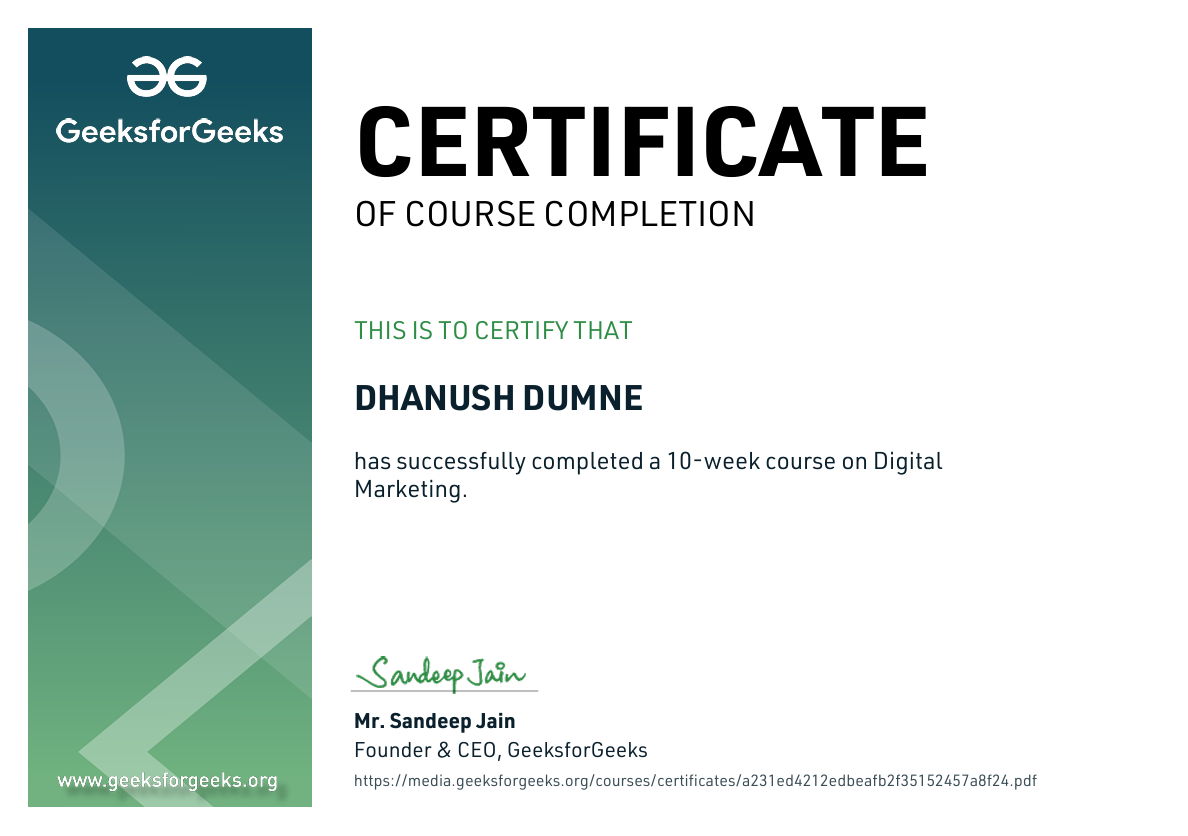 GeeksforGeeks
CERTIFICATE
OF COURSE COMPLETION
THIS IS TO CERTIFY THAT
DHANUSH DUMNE
has successfully completed a 10-week course on Digital
Marketing.
Sandeep Jain
Mr. Sandeep Jain
Founder & CEO, GeeksforGeeks
https://media.geeksforgeeks.org/courses/certificates/a231ed4212edbeafb2f35152457a8f24.pdf
www.geeksforgeeks.org